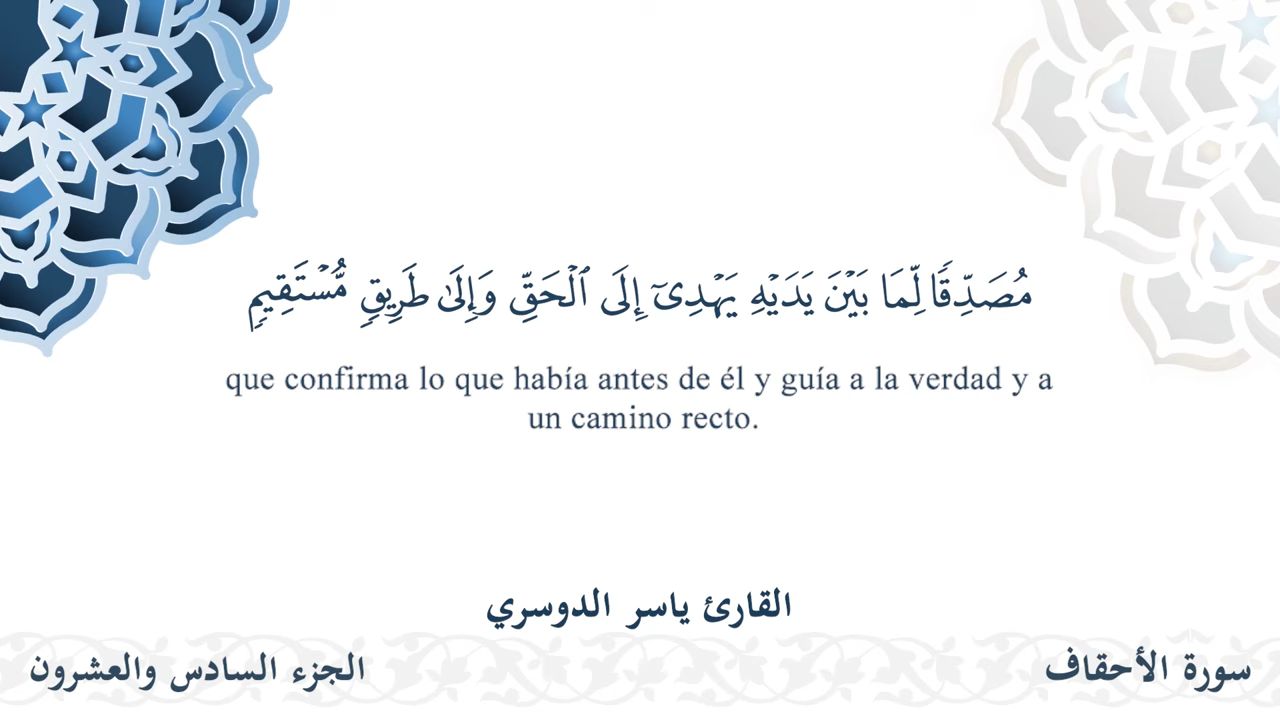 مُصَدِّقًا لِّمَا بَيْنَ يَدَيْهِ يَهْدِىٓ إِلَى ٱلْحَقِّ وَإِلَىٰ طَرِيقٍ مُّسْتَقِيمٍ
que confirma lo que había antes de él y guía a la verdad y a
un camino recto.
القارئ ياسر الدوسري
سورة الأحقاف
الجزء السادس والعشرون